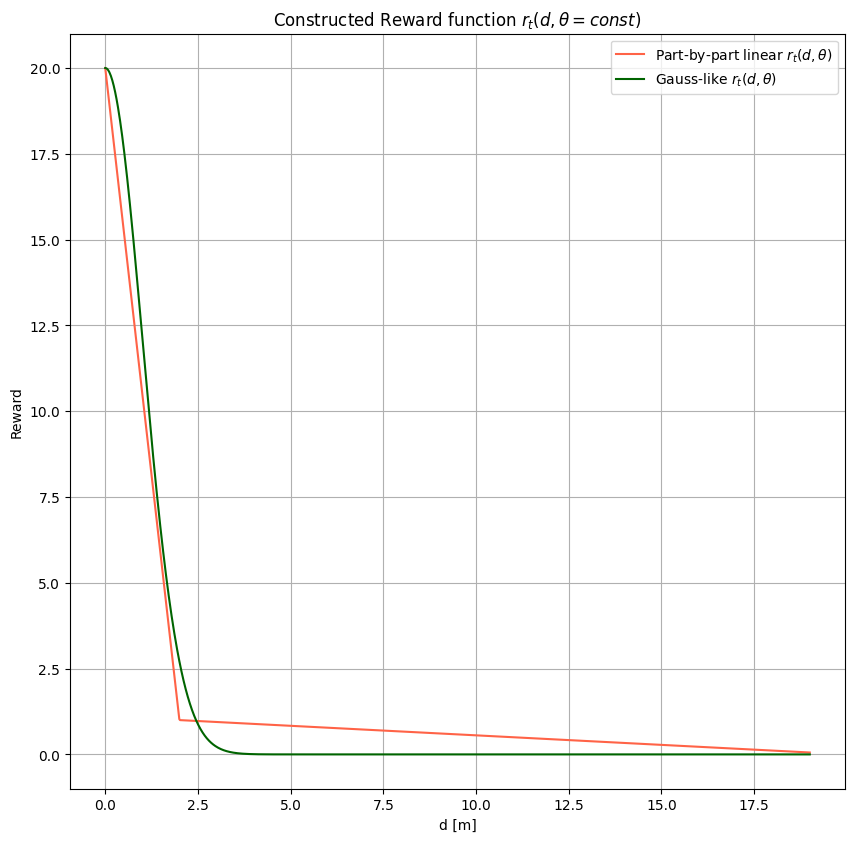 Constructed Reward function $r_t(d, \theta = const)$
Part-by-part linear $r_t(d, \theta)$
Gauss-like $r_t(d, \theta)$
Reward
20.0
17.5
15.0
12.5
10.0
7.5
5.0
2.5
0.0
0.0 2.5 5.0 7.5 10.0 12.5 15.0 17.5
d [m]